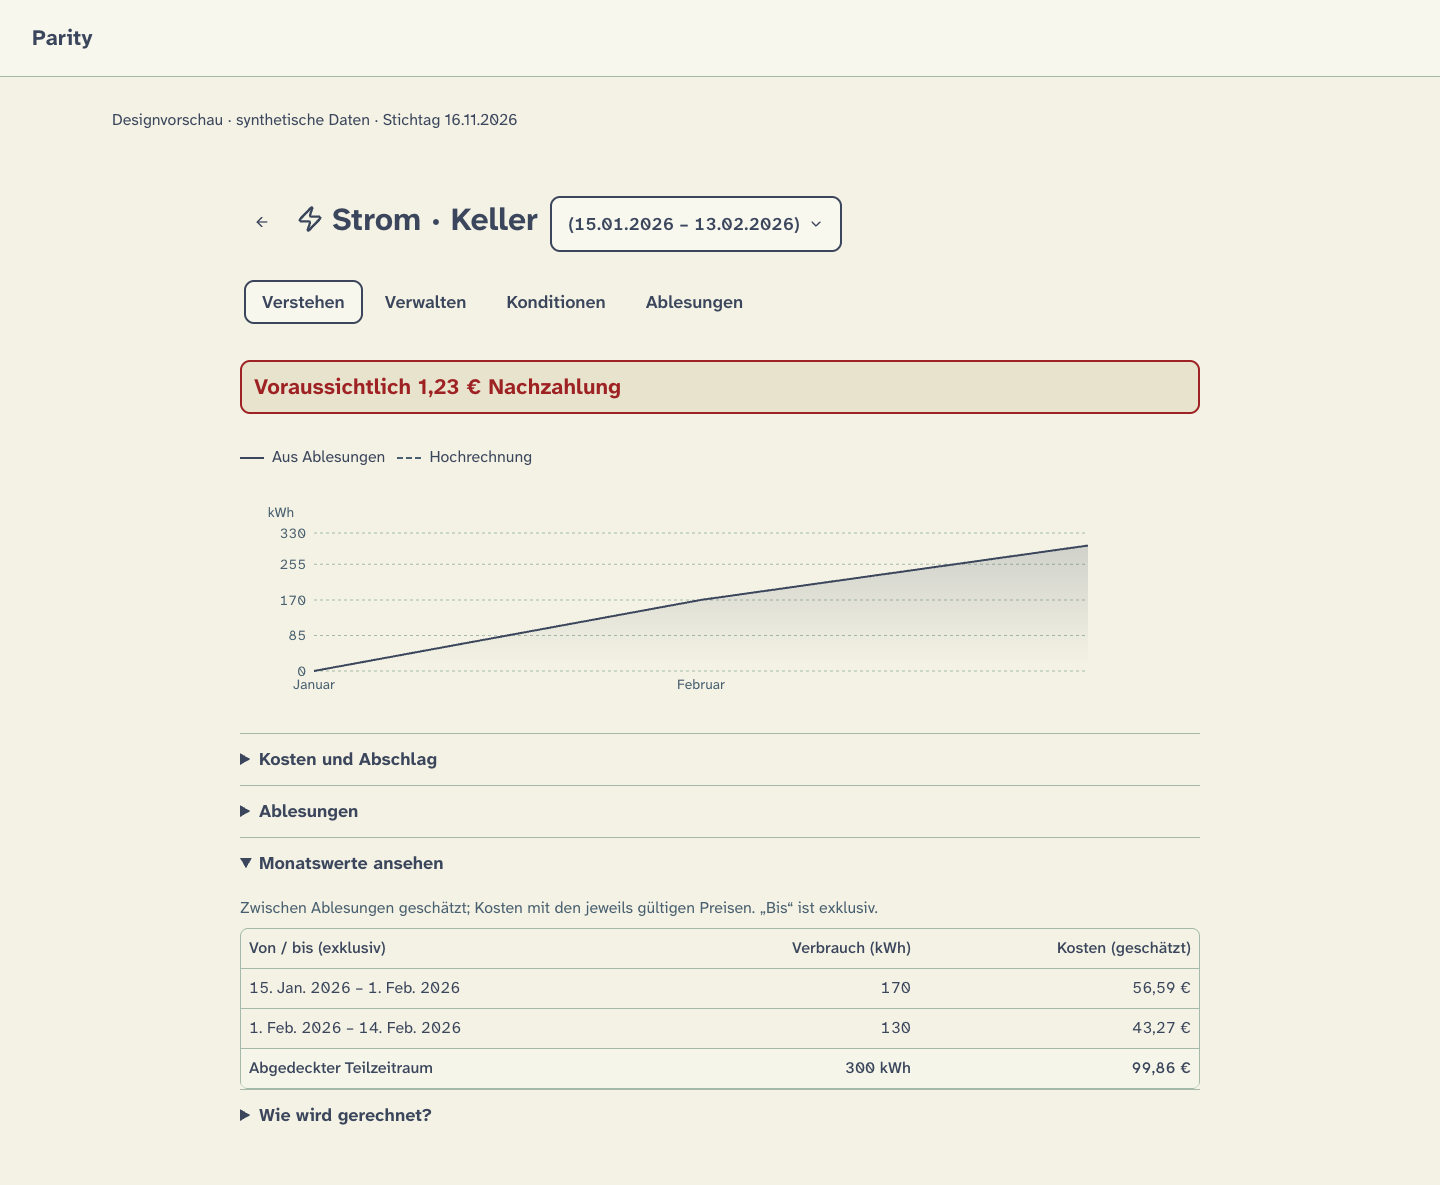 Parity
Designvorschau · synthetische Daten · Stichtag 16.11.2026
Strom · Keller (15.01.2026 – 13.02.2026)
Verstehen Verwalten Konditionen Ablesungen
Voraussichtlich 1,23 € Nachzahlung
Aus Ablesungen Hochrechnung
kWh
330
255
170
85
0
Januar Februar
Kosten und Abschlag
Ablesungen
Monatswerte ansehen
Zwischen Ablesungen geschätzt; Kosten mit den jeweils gültigen Preisen. „Bis“ ist exklusiv.
Von / bis (exklusiv) Verbrauch (kWh) Kosten (geschätzt)
15. Jan. 2026 – 1. Feb. 2026 170 56,59 €
1. Feb. 2026 – 14. Feb. 2026 130 43,27 €
Abgedeckter Teilzeitraum 300 kWh 99,86 €
Wie wird gerechnet?